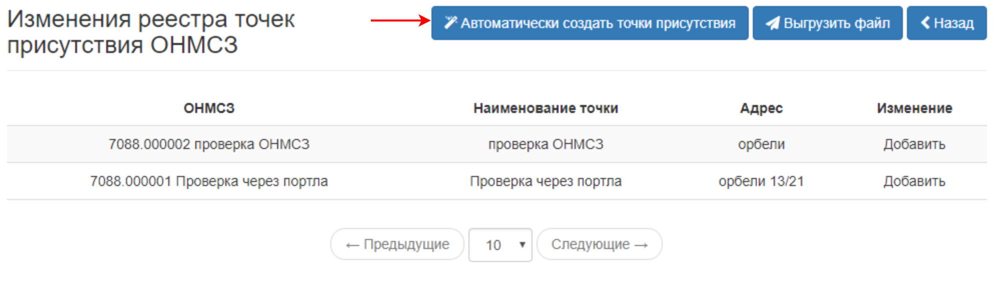 Изменения реестра точек
присутствия ОНМСЗ
Автоматически создать точки присутствия
Выгрузить файл
Назад
ОНМСЗ Наименование точки Адрес Изменение
7088.000002 проверка ОНМСЗ проверка ОНМСЗ орбели Добавить
7088.000001 Проверка через портла Проверка через портла орбели 13/21 Добавить
← Предыдущие 10 Следующие →